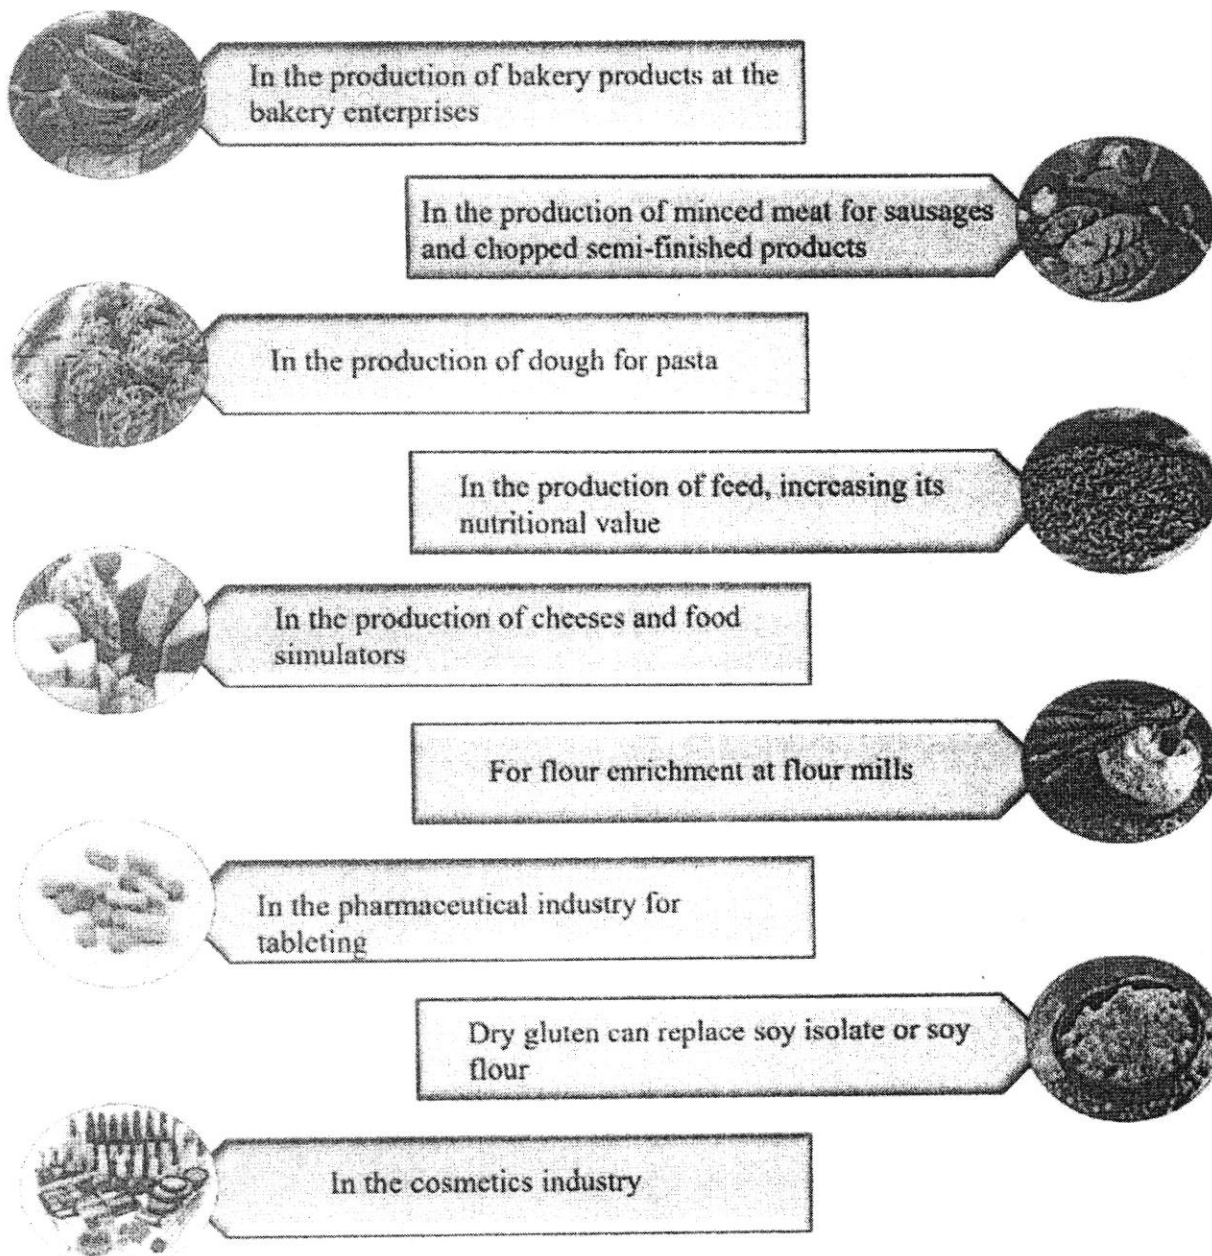 In the production of bakery products at the
bakery enterprises
In the production of minced meat for sausages
and chopped semi-finished products
In the production of dough for pasta
In the production of feed, increasing its
nutritional value
In the production of cheeses and food
simulators
For flour enrichment at flour mills
In the pharmaceutical industry for
tableting
Dry gluten can replace soy isolate or soy
flour
In the cosmetics industry